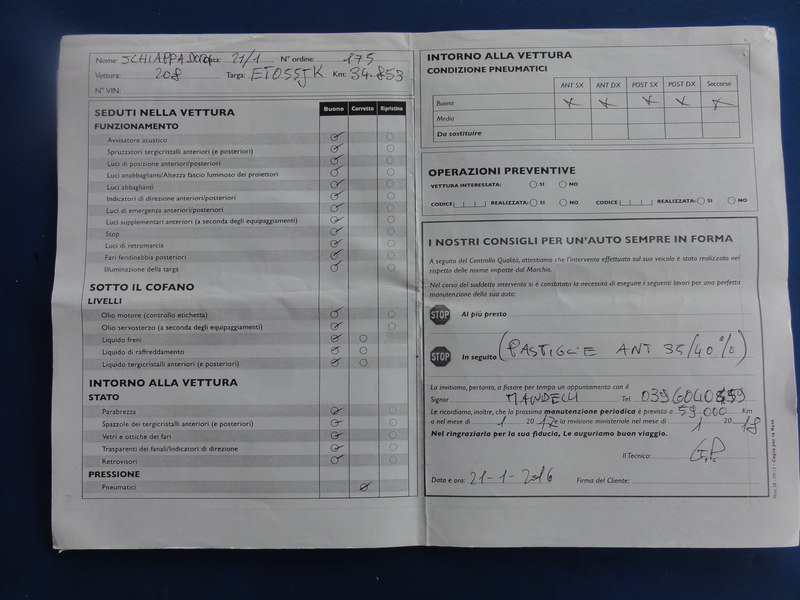 Nome: Data: 21/1 N° ordine: 175
Vettura: 208 Targa: ET055JK Km: 34.853
N° VIN:
Buono Corretto Ripristino
SEDUTI NELLA VETTURA
FUNZIONAMENTO
Avvisatore acustico
Spruzzatori tergicristalli anteriori (e posteriori)
Luci di posizione anteriori/posteriori
Luci anabbaglianti/Altezza fascio luminoso dei proiettori
Luci abbaglianti
Indicatori di direzione anteriori/posteriori
Luci di emergenza anteriori/posteriori
Luci supplementari anteriori (a seconda degli equipaggiamenti)
Stop
Luci di retromarcia
Fari fendinebbia posteriori
Illuminazione della targa
SOTTO IL COFANO
LIVELLI
Olio motore (controllo etichetta)
Olio servosterzo (a seconda degli equipaggiamenti)
Liquido freni
Liquido di raffreddamento
Liquido tergicristalli anteriori (e posteriori)
INTORNO ALLA VETTURA
STATO
Parabrezza
Spazzole dei tergicristalli anteriori (e posteriori)
Vetri e ottiche dei fari
Trasparenti dei fanali/Indicatori di direzione
Retrovisori
PRESSIONE
Pneumatici
INTORNO ALLA VETTURA
CONDIZIONE PNEUMATICI
ANT SX ANT DX POST SX POST DX Soccorso
Buona X X X X X
Media
Da sostituire
OPERAZIONI PREVENTIVE
VETTURA INTERESSATA: SI NO
CODICE REALIZZATA: SI NO CODICE REALIZZATA: SI NO
I NOSTRI CONSIGLI PER UN'AUTO SEMPRE IN FORMA
A seguito del Controllo Qualità, attestiamo che l'intervento effettuato sul suo veicolo è stato realizzato nel
rispetto delle norme imposte dal Marchio.
Nel corso del suddetto intervento si è constatata la necessità di eseguire i seguenti lavori per una perfetta
manutenzione della sua auto:
STOP Al più presto
STOP In seguito (PASTIGLIE ANT 35/40%)
La invitiamo, pertanto, a fissare per tempo un appuntamento con il
Signor MANDELLI Tel.
Le ricordiamo, inoltre, che la prossima manutenzione periodica è prevista a 59.000 Km
o nel mese di 1 20 17 e la revisione ministeriale nel mese di 1 20 18
Nel ringraziarla per la sua fiducia, Le auguriamo buon viaggio.
Il Tecnico:
Data e ora: 21-1-2016 Firma del Cliente:
Copia per la Rete